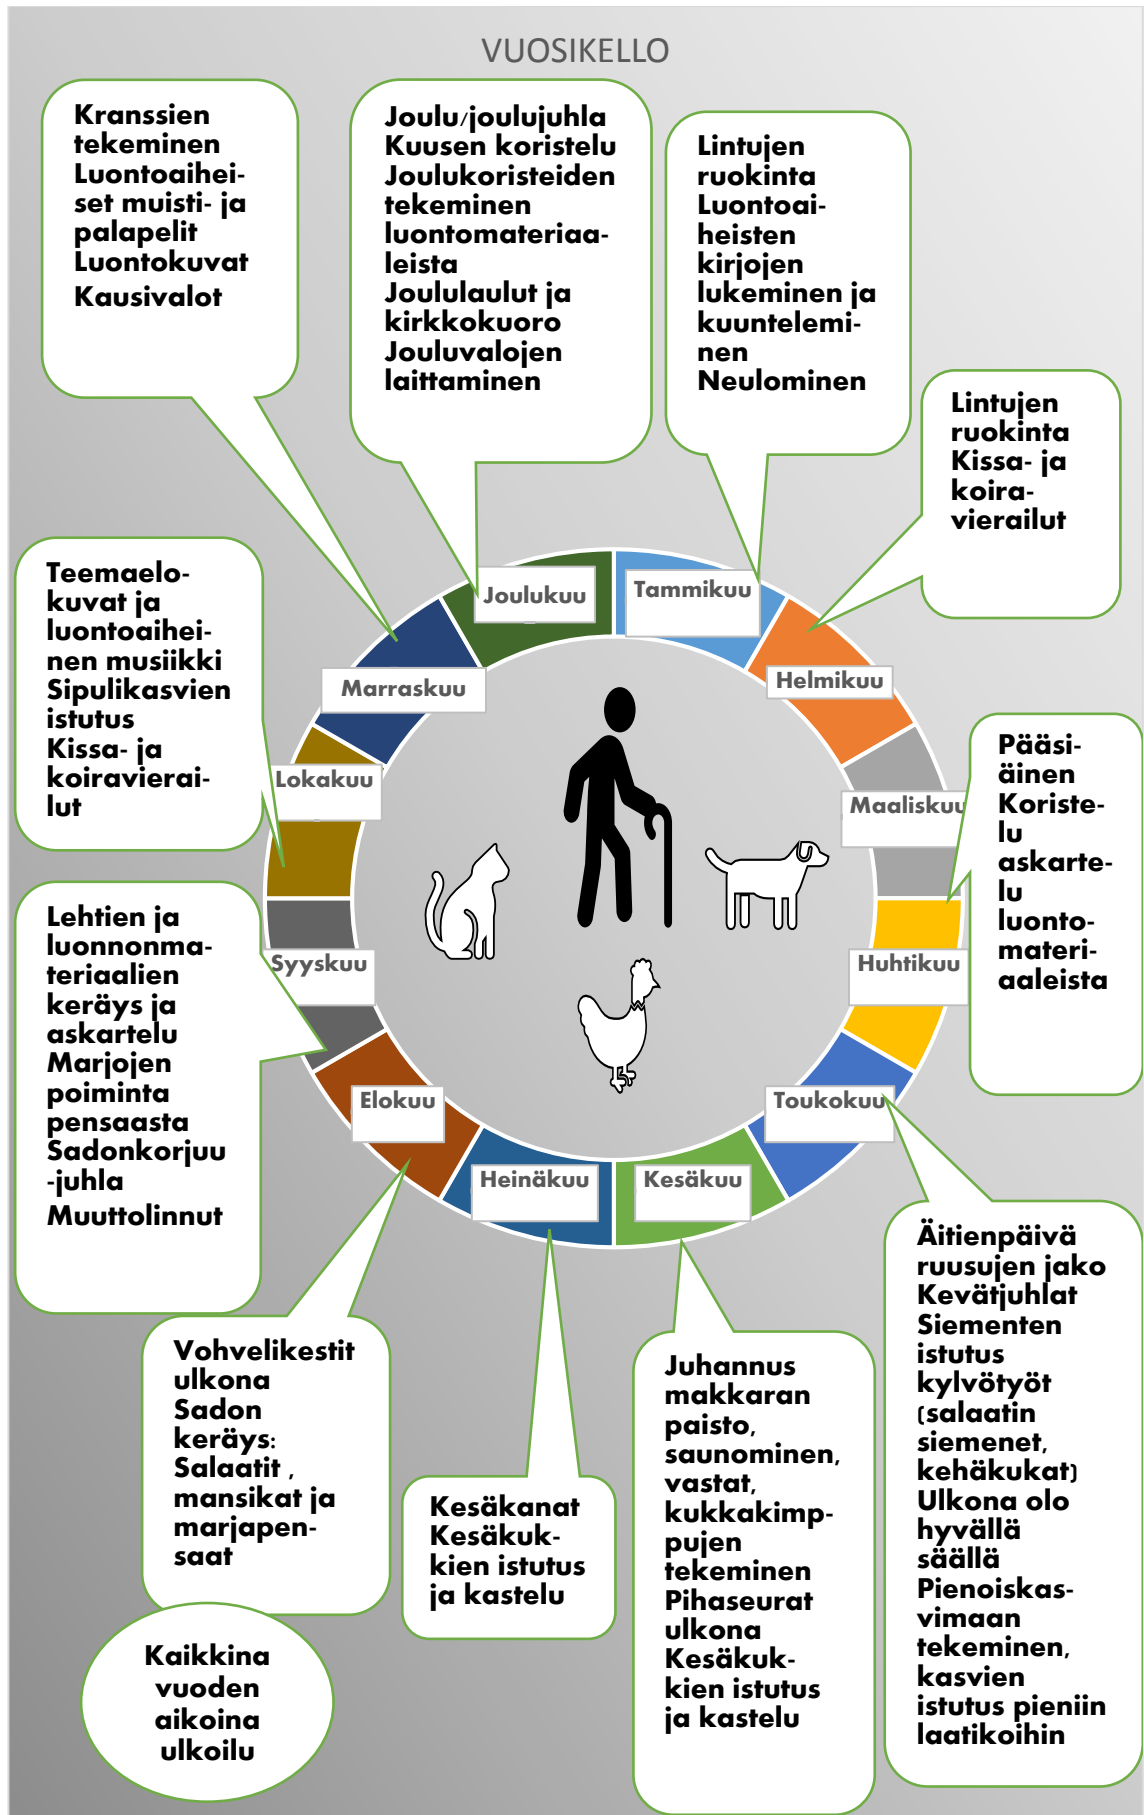 VUOSIKELLO
Kranssien
tekeminen
Luontoaihei-
set muisti- ja
palapelit
Luontokuvat
Kausivalot
Joulu/joulujuhla
Kuusen koristelu
Joulukoristeiden
tekeminen
luontomateriaa-
leista
Joululaulut ja
kirkkokuoro
Jouluvalojen
laittaminen
Lintujen
ruokinta
Luontoai-
heisten
kirjojen
lukeminen ja
kuuntelemi-
nen
Neulominen
Lintujen
ruokinta
Kissa- ja
koira-
vierailut
Teemaelo-
kuvat ja
luontoaihei-
nen musiikki
Sipulikasvien
istutus
Kissa- ja
koiravierai-
lut
Joulukuu
Tammikuu
Marraskuu
Helmikuu
Lokakuu
Maaliskuu
Pääsi-
äinen
Koriste-
lu
askarte-
lu
luonto-
materi-
aaleista
Lehtien ja
luonnonma-
teriaalien
keräys ja
askartelu
Marjojen
poiminta
pensaasta
Sadonkorjuu
-juhla
Muuttolinnut
Syyskuu
Huhtikuu
Elokuu
Toukokuu
Heinäkuu
Kesäkuu
Vohvelikestit
ulkona
Sadon
keräys:
Salaatit ,
mansikat ja
marjapen-
saat
Kesäkanat
Kesäkuk-
kien istutus
ja kastelu
Juhannus
makkaran
paisto,
saunominen,
vastat,
kukkakimp-
pujen
tekeminen
Pihaseurat
ulkona
Kesäkuk-
kien istutus
ja kastelu
Äitienpäivä
ruusujen jako
Kevätjuhlat
Siementen
istutus
kylvötyöt
(salaatin
siemenet,
kehäkukat)
Ulkona olo
hyvällä
säällä
Pienoiskas-
vimaan
tekeminen,
kasvien
istutus pieniin
laatikoihin
Kaikkina
vuoden
aikoina
ulkoilu